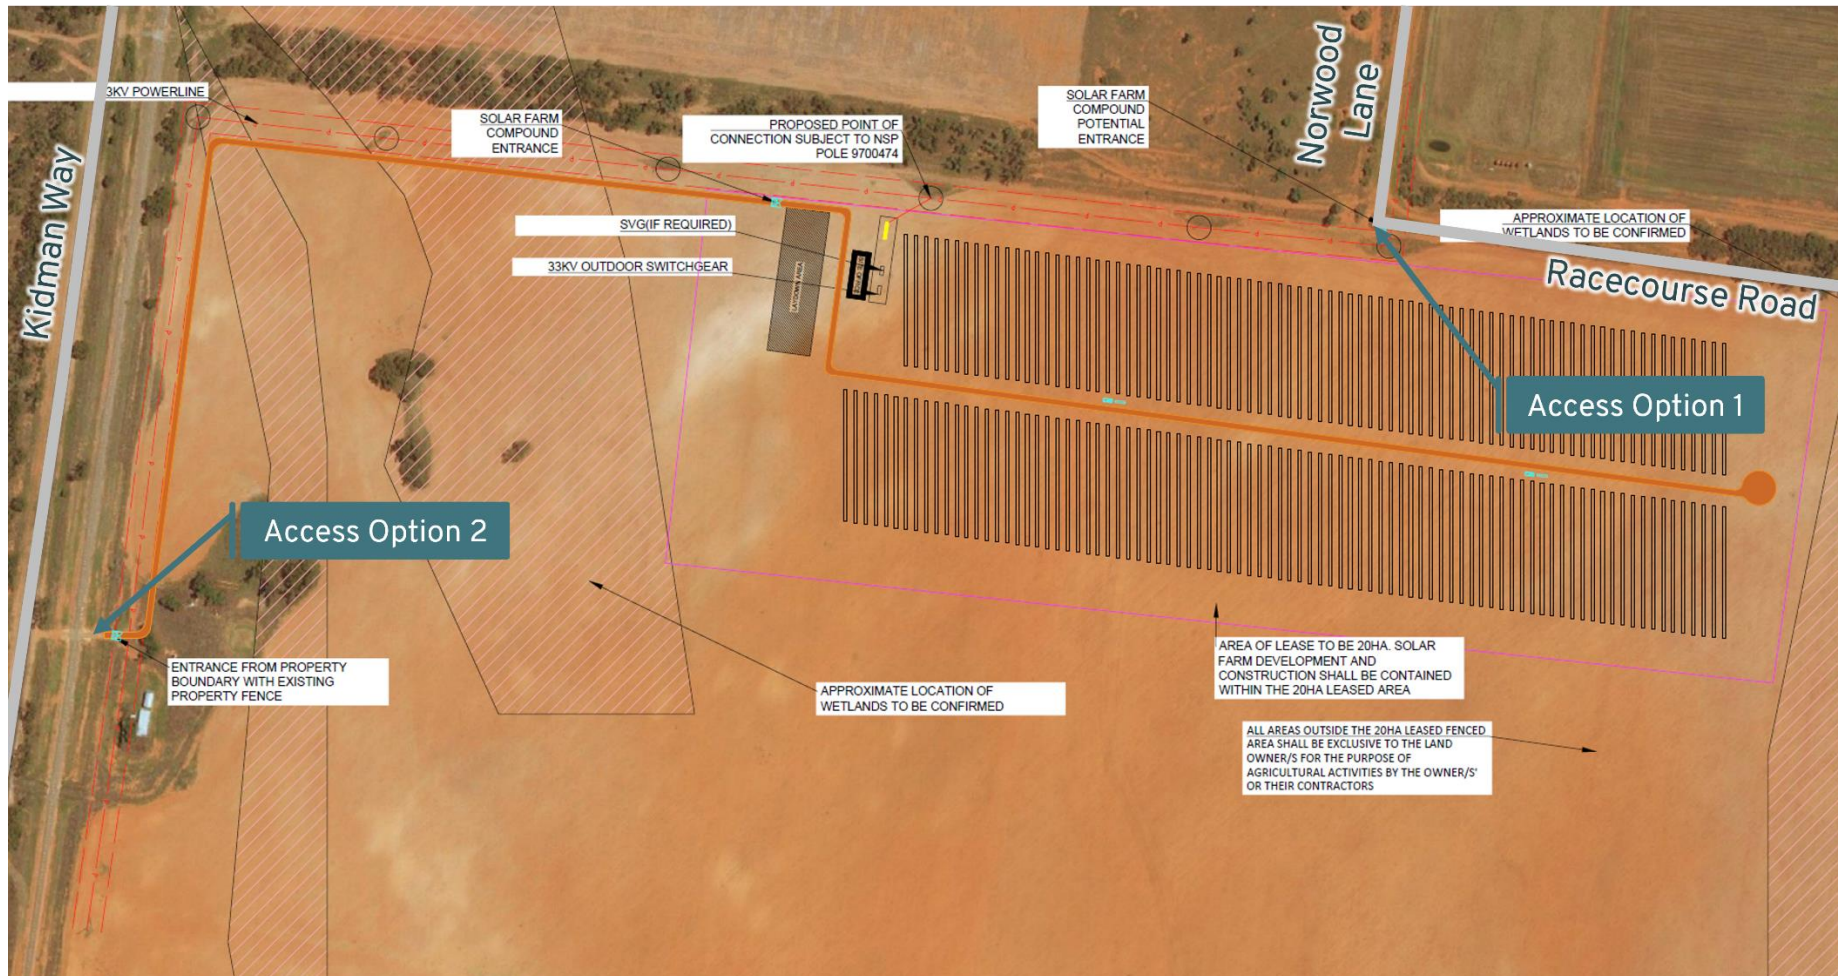 Norwood
Lane
Kidman Way
3KV POWERLINE
SOLAR FARM
COMPOUND
ENTRANCE
PROPOSED POINT OF
CONNECTION SUBJECT TO NSP
POLE 9700474
SOLAR FARM
COMPOUND
POTENTIAL
ENTRANCE
APPROXIMATE LOCATION OF
WETLANDS TO BE CONFIRMED
SVG(IF REQUIRED)
33KV OUTDOOR SWITCHGEAR
LAYDOWN AREA
Racecourse Road
Access Option 1
Access Option 2
ENTRANCE FROM PROPERTY
BOUNDARY WITH EXISTING
PROPERTY FENCE
APPROXIMATE LOCATION OF
WETLANDS TO BE CONFIRMED
AREA OF LEASE TO BE 20HA. SOLAR
FARM DEVELOPMENT AND
CONSTRUCTION SHALL BE CONTAINED
WITHIN THE 20HA LEASED AREA
ALL AREAS OUTSIDE THE 20HA LEASED FENCED
AREA SHALL BE EXCLUSIVE TO THE LAND
OWNER/S FOR THE PURPOSE OF
AGRICULTURAL ACTIVITIES BY THE OWNER/S'
OR THEIR CONTRACTORS